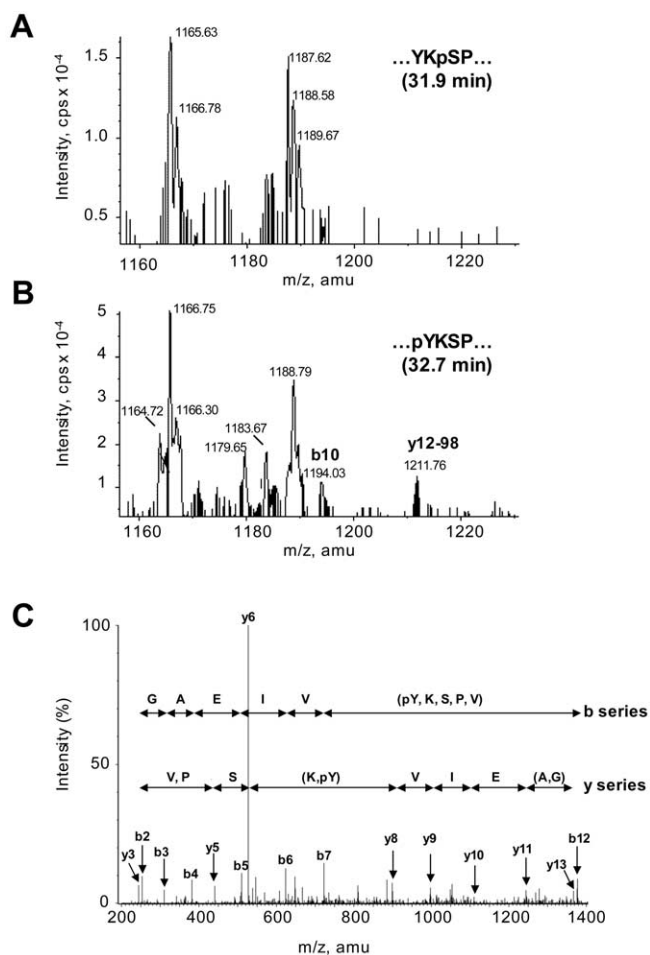 A
Intensity, cps x 10⁻⁴
1.5
1.0
0.5
1165.63
1166.78
1187.62
1188.58
1189.67
…YKpSP…
(31.9 min)
1160
1180
1200
1220
m/z, amu
B
Intensity, cps x 10⁻⁴
5
4
3
2
1
1166.75
1164.72
1166.30
1179.65
1183.67
1188.79
b10
1194.03
y12-98
1211.76
…pYKSP…
(32.7 min)
1160
1180
1200
1220
m/z, amu
C
Intensity (%)
100
50
0
y6
G A E I V (pY, K, S, P, V) b series
V, P S (K,pY) V I E (A,G) y series
y3 b2 b3 b4 y5 b5 b6 b7 y8 y9 y10 y11 y13 b12
200 400 600 800 1000 1200 1400
m/z, amu